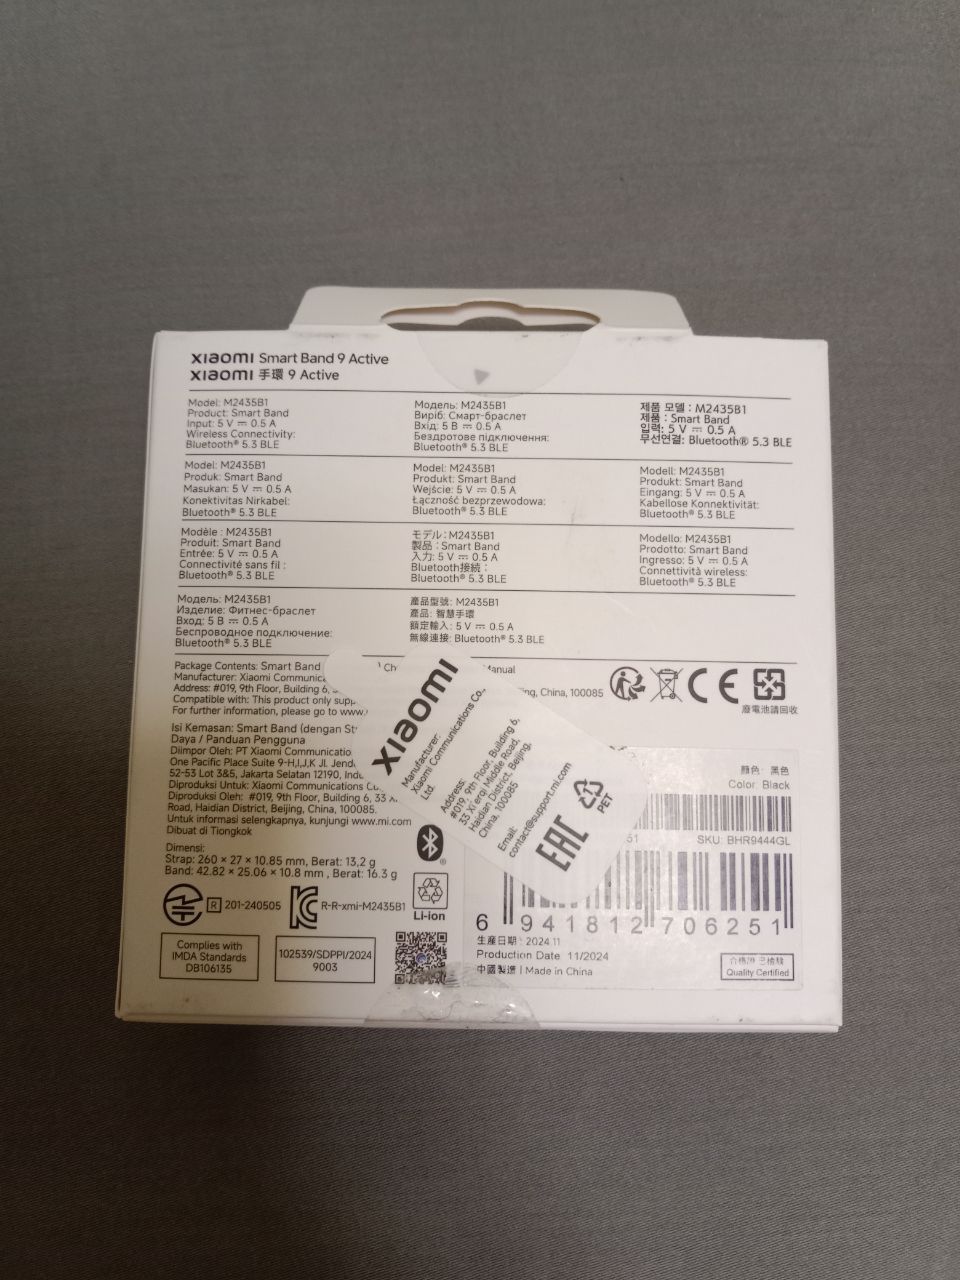 xiaomi Smart Band 9 Active
xiaomi 手環 9 Active
Model: M2435B1
Product: Smart Band
Input: 5 V ⎓ 0.5 A
Wireless Connectivity:
Bluetooth® 5.3 BLE
Модель: M2435B1
Виріб: Смарт-браслет
Вхід: 5 В ⎓ 0.5 А
Бездротове підключення:
Bluetooth® 5.3 BLE
제품 모델 : M2435B1
제품 : Smart Band
입력: 5 V ⎓ 0.5 A
무선연결: Bluetooth® 5.3 BLE
Model: M2435B1
Produk: Smart Band
Masukan: 5 V ⎓ 0.5 A
Konektivitas Nirkabel:
Bluetooth® 5.3 BLE
Model: M2435B1
Produkt: Smart Band
Wejście: 5 V ⎓ 0.5 A
Łączność bezprzewodowa:
Bluetooth® 5.3 BLE
Modell: M2435B1
Produkt: Smart Band
Eingang: 5 V ⎓ 0.5 A
Kabellose Konnektivität:
Bluetooth® 5.3 BLE
Modèle : M2435B1
Produit: Smart Band
Entrée: 5 V ⎓ 0.5 A
Connectivité sans fil :
Bluetooth® 5.3 BLE
モデル: M2435B1
製品 : Smart Band
入力: 5 V ⎓ 0.5 A
Bluetooth接続 :
Bluetooth® 5.3 BLE
Modello: M2435B1
Prodotto: Smart Band
Ingresso: 5 V ⎓ 0.5 A
Connettività wireless:
Bluetooth® 5.3 BLE
Модель: M2435B1
Изделие: Фитнес-браслет
Вход: 5 В ⎓ 0.5 А
Беспроводное подключение:
Bluetooth® 5.3 BLE
產品型號: M2435B1
產品: 智慧手環
額定輸入: 5 V ⎓ 0.5 A
無線連接: Bluetooth® 5.3 BLE
Package Contents: Smart Band Manual
Manufacturer: Xiaomi
Address: #019, 9th Floor, Building 6, China, 100085
Compatible with: This product only
For further information, please go to
Isi Kemasan: Smart Band (dengan
Daya / Panduan Pengguna
Diimpor Oleh: PT Xiaomi
One Pacific Place Suite 9-H,I,J,K Jl.
52-53 Lot 3&5, Jakarta Selatan 12190,
Diproduksi Untuk: Xiaomi Communications
Diproduksi Oleh: #019, 9th Floor, Building 6, 33
Road, Haidian District, Beijing, China, 100085.
Untuk informasi selengkapnya, kunjungi www.mi.com
Dibuat di Tiongkok
Dimensi:
Strap: 260 × 27 × 10.85 mm, Berat: 13,2 g
Band: 42.82 × 25.06 × 10.8 mm , Berat: 16.3 g
R 201-240505
R-R-xmi-M2435B1
Li-ion
Complies with
IMDA Standards
DB106135
102539/SDPPI/2024
9003
xiaomi
Manufacturer:
Xiaomi Communications Co.,
Ltd.
Address:
#019, 9th Floor, Building 6,
33 Xi'erqi Middle Road,
Haidian District, Beijing,
China, 100085
Email:
contact@support.mi.com
EAC
PET
CE
廢電池請回收
顏色: 黑色
Color: Black
51
SKU: BHR9444GL
6 941812 706251
生產日期: 2024.11
Production Date: 11/2024
中國製造 | Made in China
Quality Certified